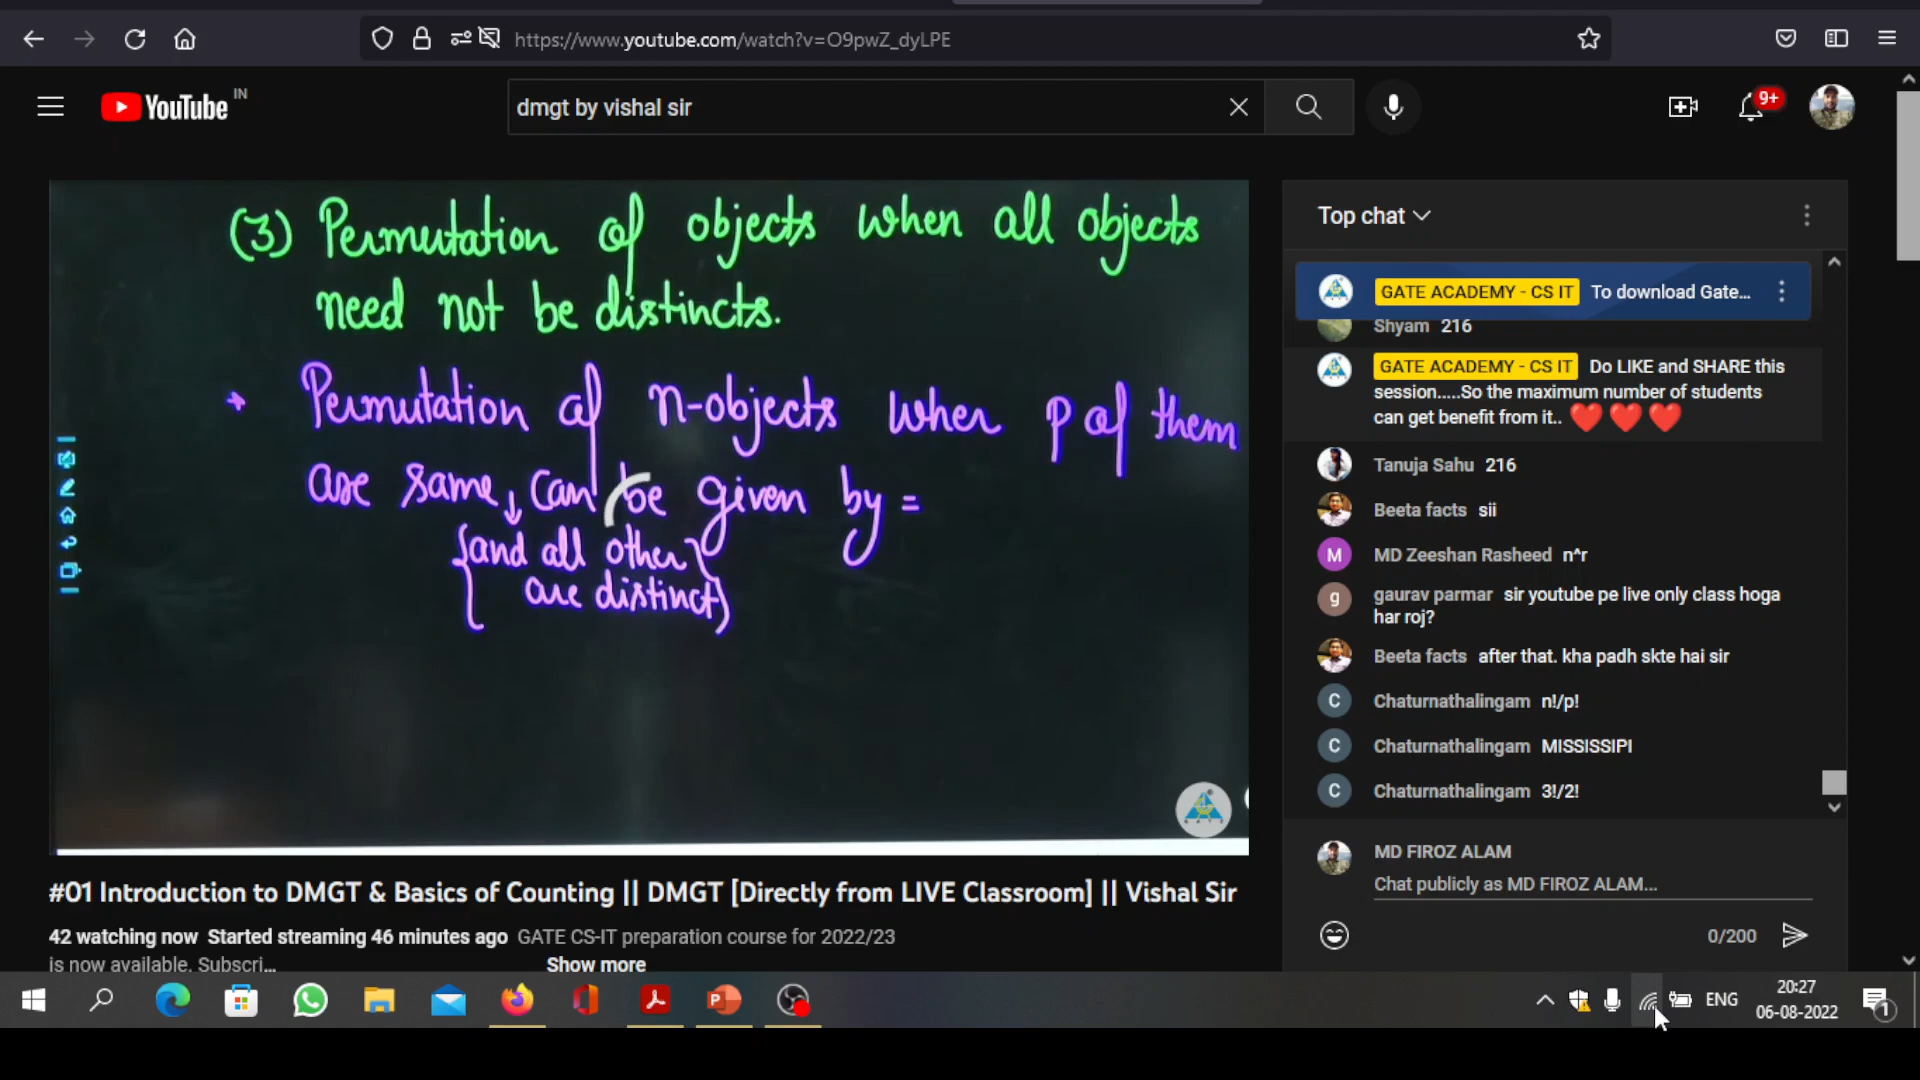 https://www.youtube.com/watch?v=O9pwZ_dyLPE
YouTube IN
dmgt by vishal sir
9+
(3) Permutation of objects when all objects
need not be distincts.
Permutation of n-objects when p of them
are same, can be given by =
{and all other
are distinct}
Top chat
GATE ACADEMY - CS IT To download Gate...
Shyam 216
GATE ACADEMY - CS IT Do LIKE and SHARE this
session.....So the maximum number of students
can get benefit from it.. ❤️ ❤️ ❤️
Tanuja Sahu 216
Beeta facts sii
M MD Zeeshan Rasheed n^r
g gaurav parmar sir youtube pe live only class hoga
har roj?
Beeta facts after that. kha padh skte hai sir
C Chaturnathalingam n!/p!
C Chaturnathalingam MISSISSIPI
C Chaturnathalingam 3!/2!
MD FIROZ ALAM
Chat publicly as MD FIROZ ALAM...
0/200
#01 Introduction to DMGT & Basics of Counting || DMGT [Directly from LIVE Classroom] || Vishal Sir
42 watching now Started streaming 46 minutes ago GATE CS-IT preparation course for 2022/23
is now available. Subscri... Show more
ENG
20:27
06-08-2022
1